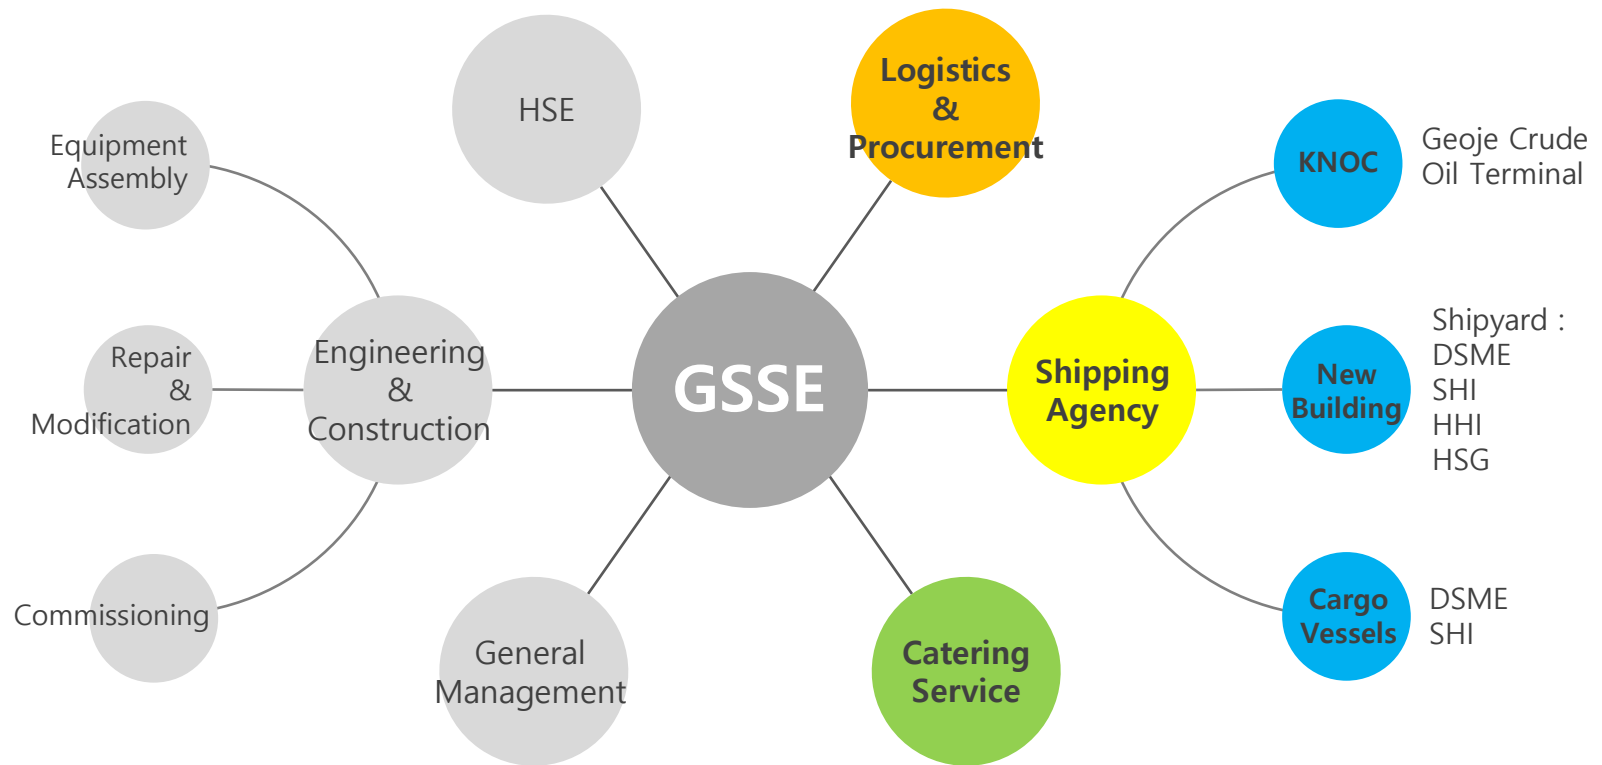 HSE
Logistics
&
Procurement
Equipment
Assembly
KNOC
Geoje Crude
Oil Terminal
Repair
&
Modification
Engineering
&
Construction
GSSE
Shipping
Agency
New
Building
Shipyard :
DSME
SHI
HHI
HSG
Commissioning
General
Management
Catering
Service
Cargo
Vessels
DSME
SHI